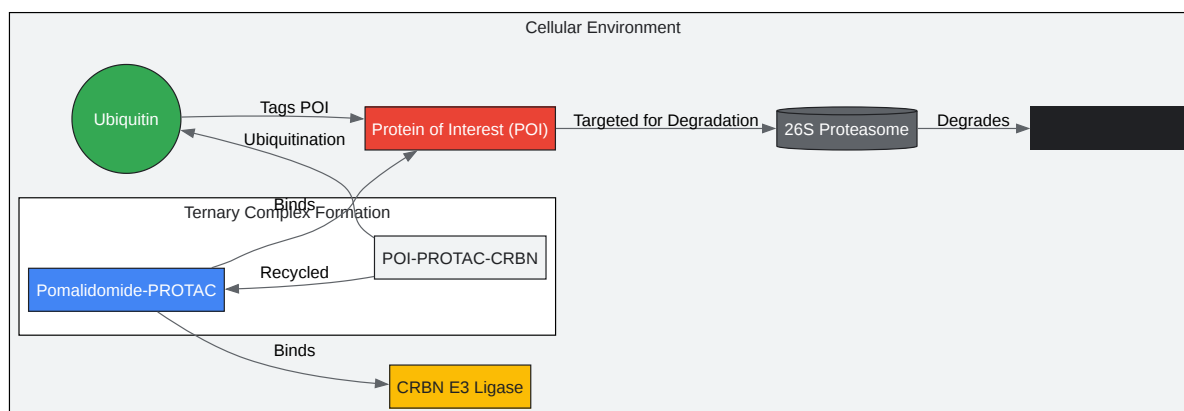 Cellular Environment
Ubiquitin
Tags POI
Ubiquitination
Protein of Interest (POI)
Targeted for Degradation
26S Proteasome
Degrades
Binds
Ternary Complex Formation
POI-PROTAC-CRBN
Recycled
Pomalidomide-PROTAC
Binds
CRBN E3 Ligase